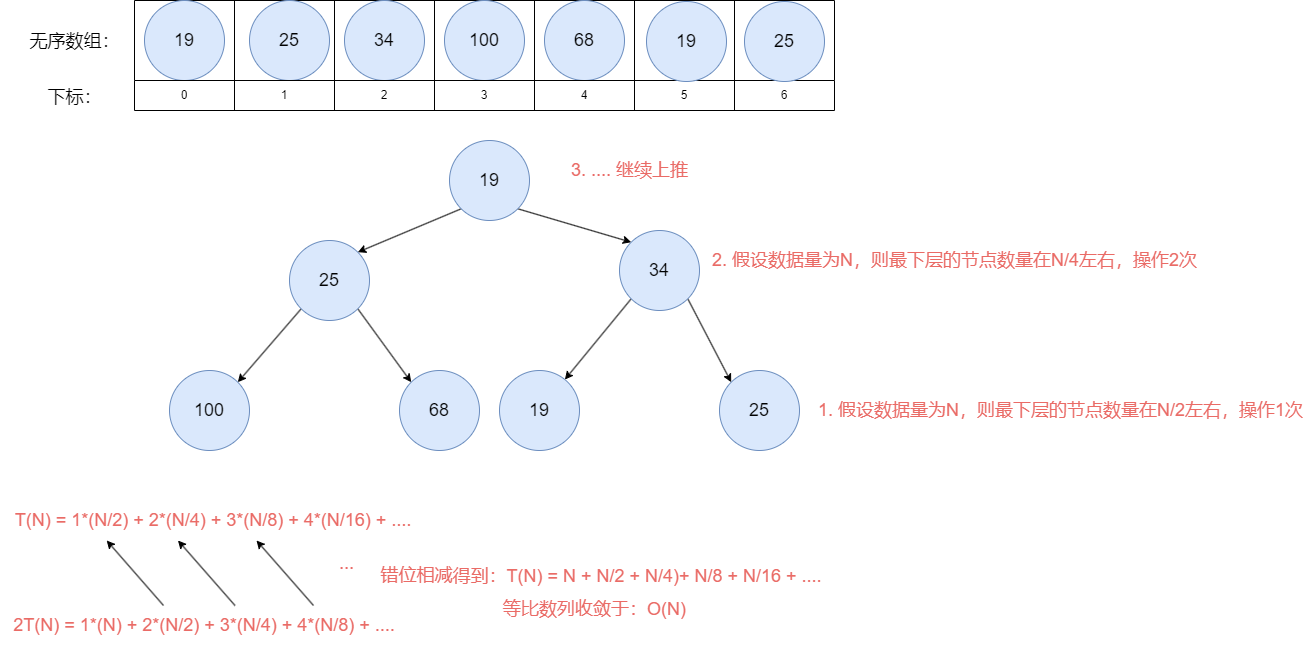 无序数组： 19 25 34 100 68 19 25
下标： 0 1 2 3 4 5 6
19
3. .... 继续上推
25
34
2. 假设数据量为N，则最下层的节点数量在N/4左右，操作2次
100
68
19
25
1. 假设数据量为N，则最下层的节点数量在N/2左右，操作1次
T(N) = 1*(N/2) + 2*(N/4) + 3*(N/8) + 4*(N/16) + ....
...
错位相减得到：T(N) = N + N/2 + N/4)+ N/8 + N/16 + ....
等比数列收敛于：O(N)
2T(N) = 1*(N) + 2*(N/2) + 3*(N/4) + 4*(N/8) + ....